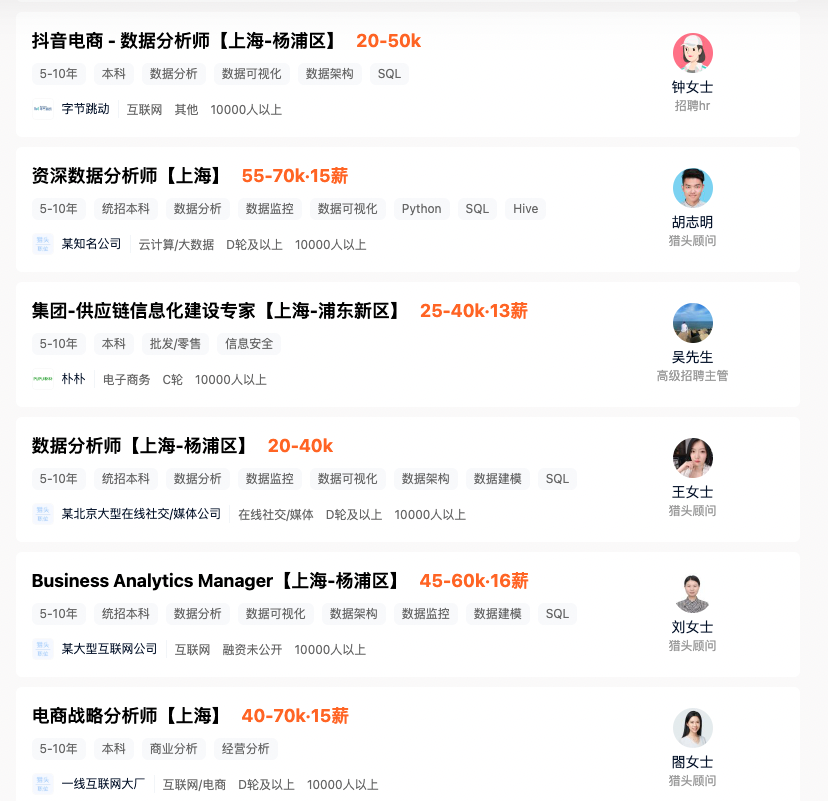 抖音电商 - 数据分析师【上海-杨浦区】 20-50k
5-10年 本科 数据分析 数据可视化 数据架构 SQL
字节跳动 互联网 其他 10000人以上
钟女士
招聘hr
资深数据分析师【上海】 55-70k·15薪
5-10年 统招本科 数据分析 数据监控 数据可视化 Python SQL Hive
某知名公司 云计算/大数据 D轮及以上 10000人以上
胡志明
猎头顾问
集团-供应链信息化建设专家【上海-浦东新区】 25-40k·13薪
5-10年 本科 批发/零售 信息安全
朴朴 电子商务 C轮 10000人以上
吴先生
高级招聘主管
数据分析师【上海-杨浦区】 20-40k
5-10年 统招本科 数据分析 数据监控 数据可视化 数据架构 数据建模 SQL
某北京大型在线社交/媒体公司 在线社交/媒体 D轮及以上 10000人以上
王女士
猎头顾问
Business Analytics Manager【上海-杨浦区】 45-60k·16薪
5-10年 统招本科 数据分析 数据可视化 数据架构 数据监控 数据建模 SQL
某大型互联网公司 互联网 融资未公开 10000人以上
刘女士
猎头顾问
电商战略分析师【上海】 40-70k·15薪
5-10年 本科 商业分析 经营分析
一线互联网大厂 互联网/电商 D轮及以上 10000人以上
閤女士
猎头顾问